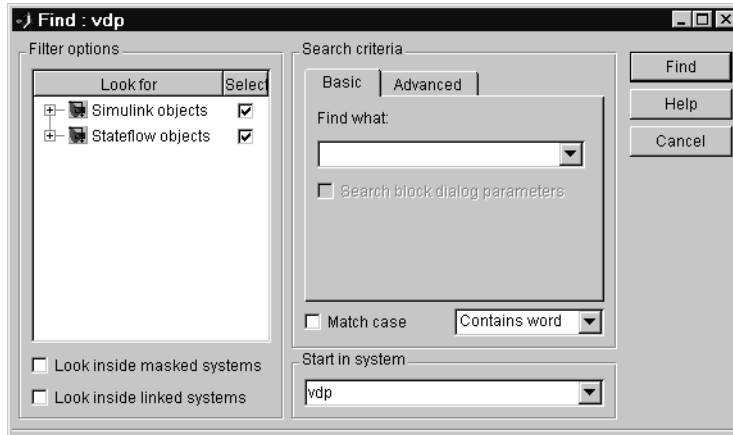 Find : vdp
Filter options
Look for Select
Simulink objects
Stateflow objects
Look inside masked systems
Look inside linked systems
Search criteria
Basic Advanced
Find what:
Search block dialog parameters
Match case Contains word
Start in system
vdp
Find
Help
Cancel